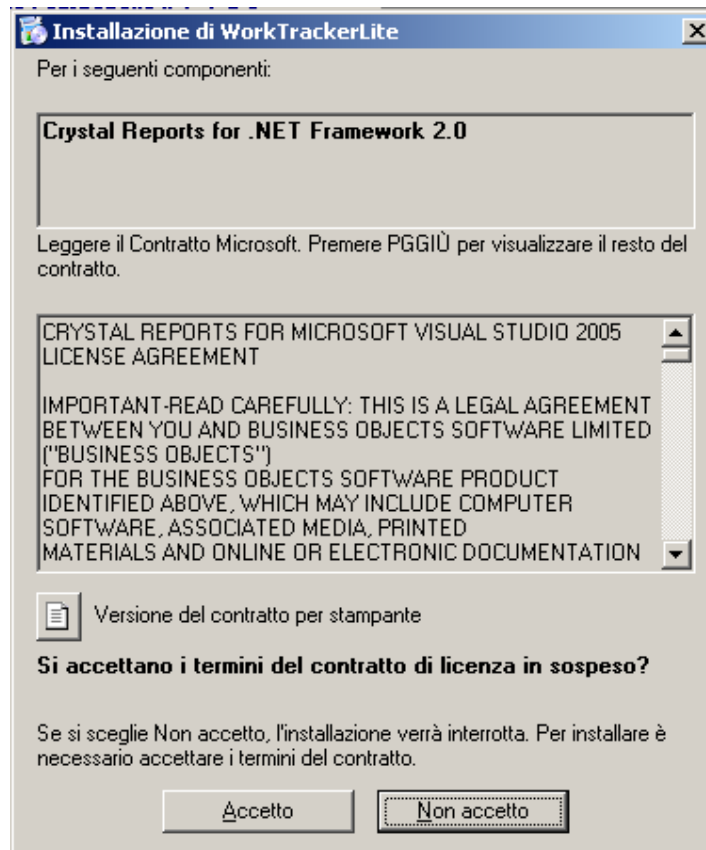 Installazione di WorkTrackerLite
Per i seguenti componenti:
Crystal Reports for .NET Framework 2.0
Leggere il Contratto Microsoft. Premere PGGIÙ per visualizzare il resto del
contratto.
CRYSTAL REPORTS FOR MICROSOFT VISUAL STUDIO 2005
LICENSE AGREEMENT
IMPORTANT-READ CAREFULLY: THIS IS A LEGAL AGREEMENT
BETWEEN YOU AND BUSINESS OBJECTS SOFTWARE LIMITED
("BUSINESS OBJECTS")
FOR THE BUSINESS OBJECTS SOFTWARE PRODUCT
IDENTIFIED ABOVE, WHICH MAY INCLUDE COMPUTER
SOFTWARE, ASSOCIATED MEDIA, PRINTED
MATERIALS AND ONLINE OR ELECTRONIC DOCUMENTATION
Versione del contratto per stampante
Si accettano i termini del contratto di licenza in sospeso?
Se si sceglie Non accetto, l'installazione verrà interrotta. Per installare è
necessario accettare i termini del contratto.
Accetto
Non accetto